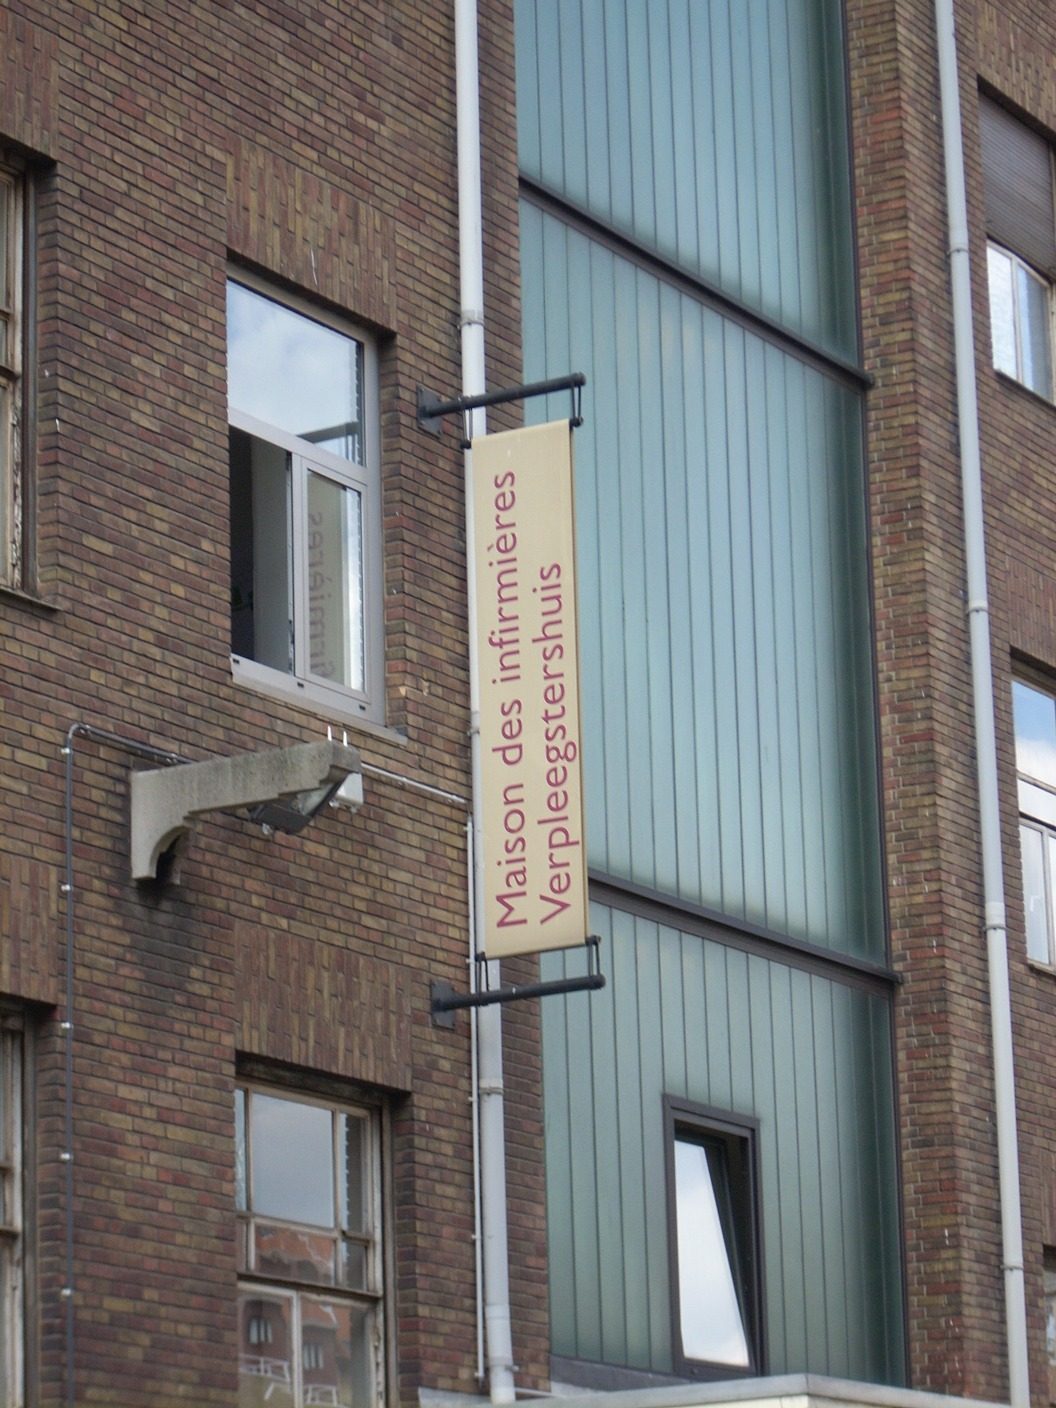 Maison des infirmières
Verpleegstershuis